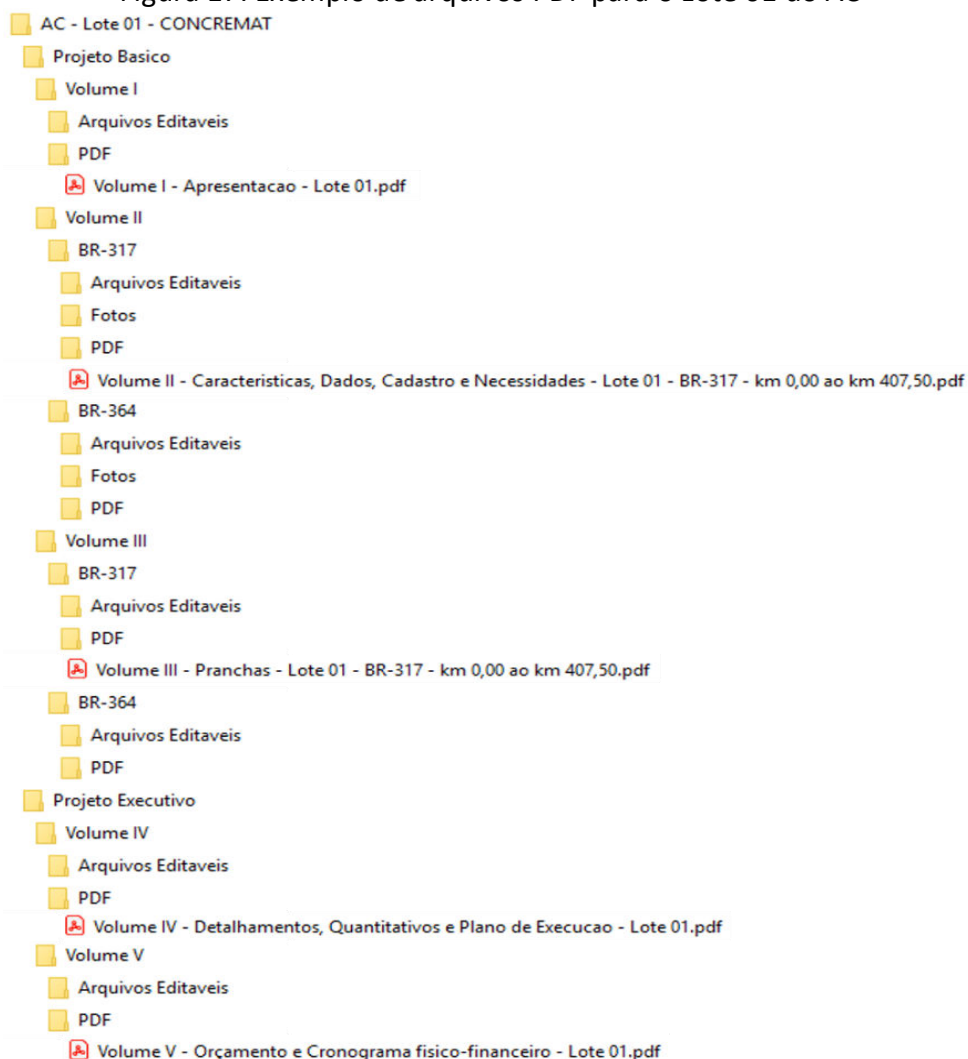 AC - Lote 01 - CONCREMAT
Projeto Basico
Volume I
Arquivos Editaveis
PDF
Volume I - Apresentacao - Lote 01.pdf
Volume II
BR-317
Arquivos Editaveis
Fotos
PDF
Volume II - Caracteristicas, Dados, Cadastro e Necessidades - Lote 01 - BR-317 - km 0,00 ao km 407,50.pdf
BR-364
Arquivos Editaveis
Fotos
PDF
Volume III
BR-317
Arquivos Editaveis
PDF
Volume III - Pranchas - Lote 01 - BR-317 - km 0,00 ao km 407,50.pdf
BR-364
Arquivos Editaveis
PDF
Projeto Executivo
Volume IV
Arquivos Editaveis
PDF
Volume IV - Detalhamentos, Quantitativos e Plano de Execucao - Lote 01.pdf
Volume V
Arquivos Editaveis
PDF
Volume V - Orçamento e Cronograma fisico-financeiro - Lote 01.pdf